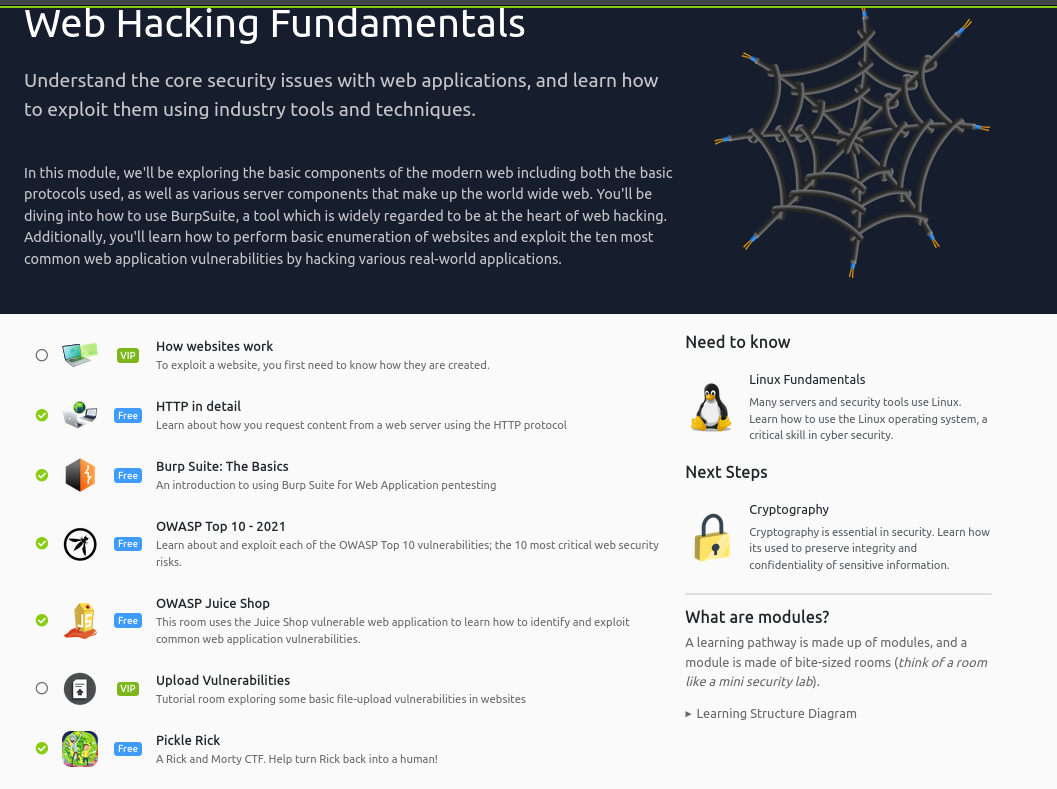 Web Hacking Fundamentals
Understand the core security issues with web applications, and learn how
to exploit them using industry tools and techniques.
In this module, we'll be exploring the basic components of the modern web including both the basic
protocols used, as well as various server components that make up the world wide web. You'll be
diving into how to use BurpSuite, a tool which is widely regarded to be at the heart of web hacking.
Additionally, you'll learn how to perform basic enumeration of websites and exploit the ten most
common web application vulnerabilities by hacking various real-world applications.
VIP
How websites work
To exploit a website, you first need to know how they are created.
Free
HTTP in detail
Learn about how you request content from a web server using the HTTP protocol
Free
Burp Suite: The Basics
An introduction to using Burp Suite for Web Application pentesting
Free
OWASP Top 10 - 2021
Learn about and exploit each of the OWASP Top 10 vulnerabilities; the 10 most critical web security
risks.
JS
Free
OWASP Juice Shop
This room uses the Juice Shop vulnerable web application to learn how to identify and exploit
common web application vulnerabilities.
VIP
Upload Vulnerabilities
Tutorial room exploring some basic file-upload vulnerabilities in websites
Free
Pickle Rick
A Rick and Morty CTF. Help turn Rick back into a human!
Need to know
Linux Fundamentals
Many servers and security tools use Linux.
Learn how to use the Linux operating system, a
critical skill in cyber security.
Next Steps
Cryptography
Cryptography is essential in security. Learn how
its used to preserve integrity and
confidentiality of sensitive information.
What are modules?
A learning pathway is made up of modules, and a
module is made of bite-sized rooms (think of a room
like a mini security lab).
▸ Learning Structure Diagram